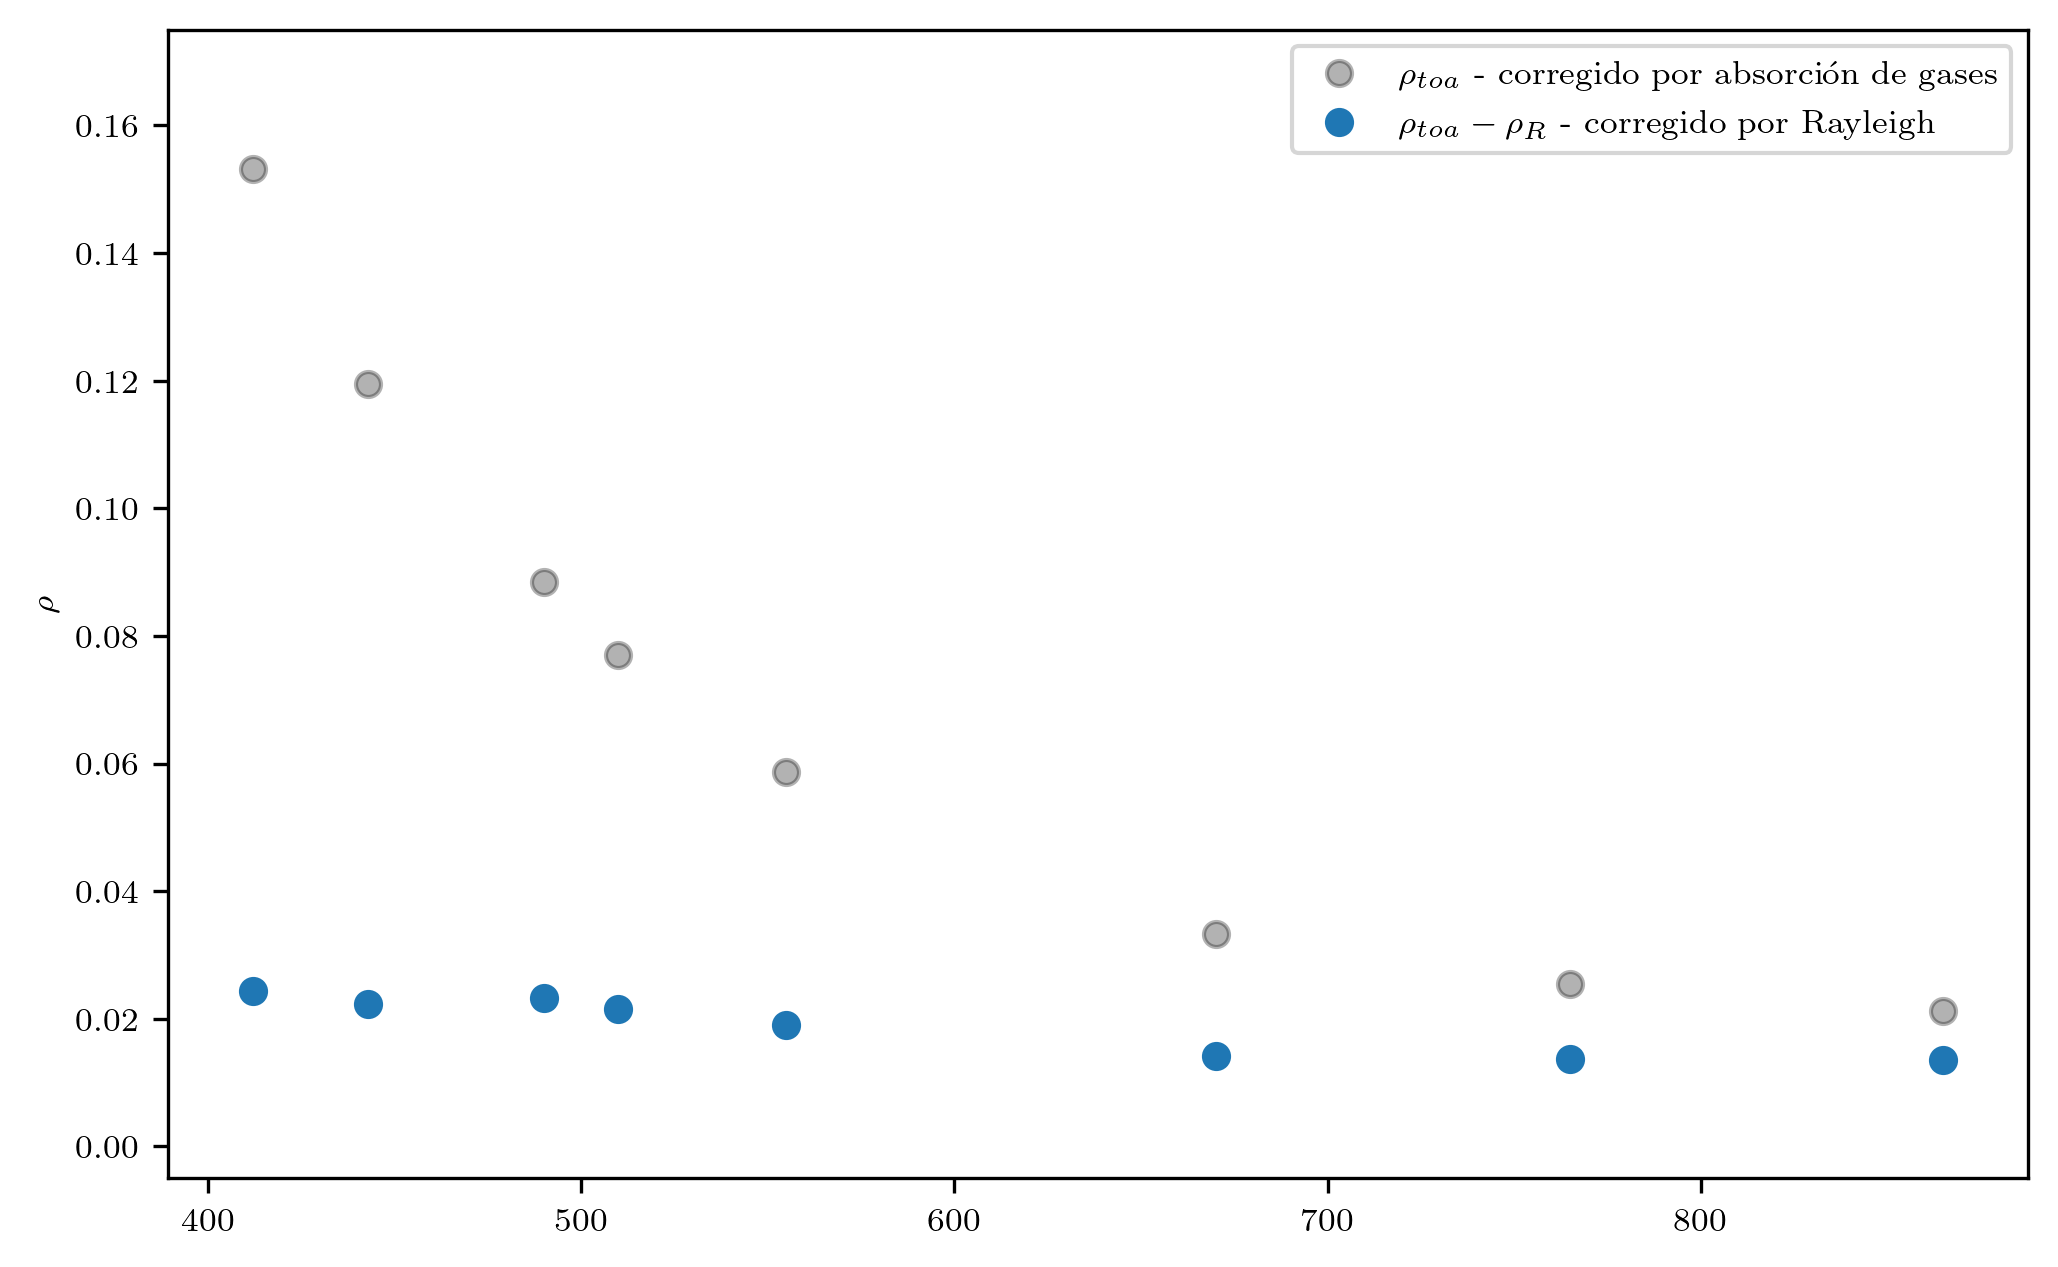 ρ_toa - corregido por absorción de gases
ρ_toa − ρ_R - corregido por Rayleigh
0.16
0.14
0.12
0.10
0.08
0.06
0.04
0.02
0.00
ρ
400 500 600 700 800